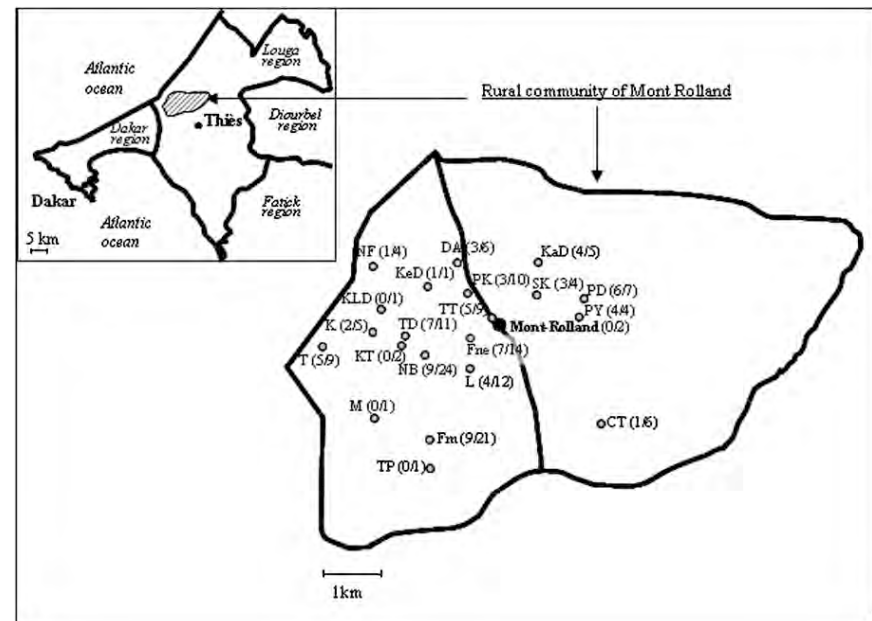 Louga
region
Atlantic
ocean
Rural community of Mont Rolland
Dakar
region
Thiès
Diourbel
region
Dakar
Atlantic
ocean
Fatick
region
5 km
NF (1/4)
DA (3/6)
KaD (4/5)
KeD (1/1)
PK (3/10)
SK (3/4)
PD (6/7)
KLD (0/1)
TT (5/9)
PY (4/4)
Mont-Rolland (0/2)
K (2/5)
TD (7/11)
Fne (7/14)
T (5/9)
KT (0/2)
NB (9/24)
L (4/12)
M (0/1)
CT (1/6)
Fm (9/21)
TP (0/1)
1km